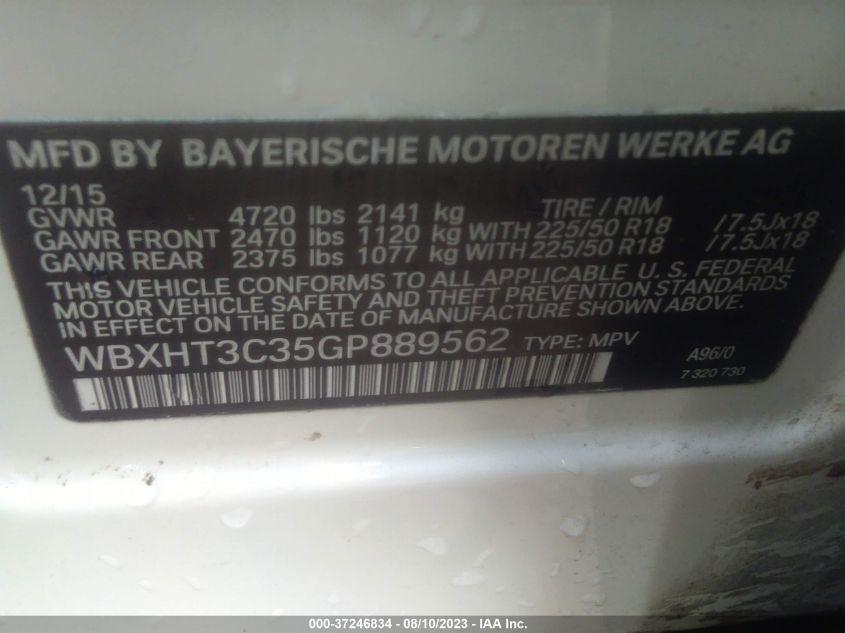 MFD BY BAYERISCHE MOTOREN WERKE AG
12/15 TIRE / RIM
GVWR 4720 lbs 2141 kg
GAWR FRONT 2470 lbs 1120 kg WITH 225/50 R18 / 7.5Jx18
GAWR REAR 2375 lbs 1077 kg WITH 225/50 R18 / 7.5Jx18
THIS VEHICLE CONFORMS TO ALL APPLICABLE U. S. FEDERAL
MOTOR VEHICLE SAFETY AND THEFT PREVENTION STANDARDS
IN EFFECT ON THE DATE OF MANUFACTURE SHOWN ABOVE.
WBXHT3C35GP889562 TYPE: MPV A96/0
7 320 730
000-37246834 - 08/10/2023 - IAA Inc.